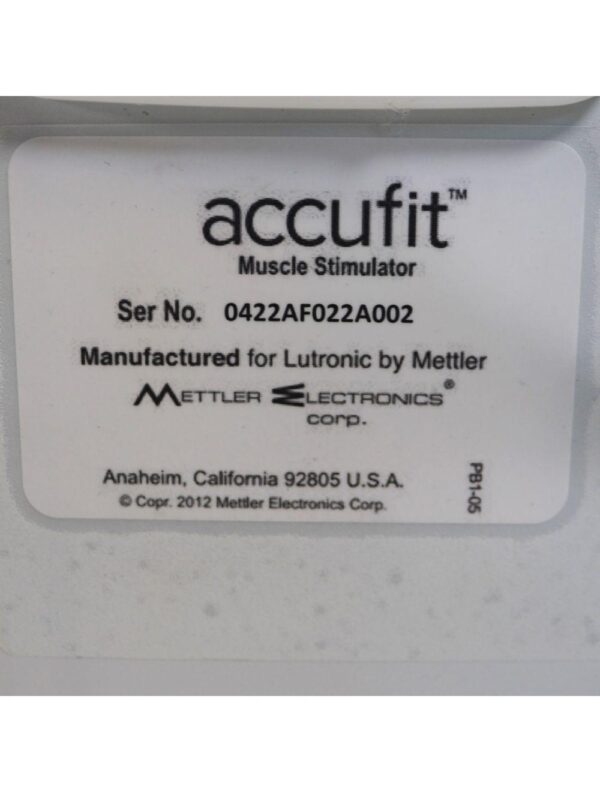 accufit™
Muscle Stimulator
Ser No. 0422AF022A002
Manufactured for Lutronic by Mettler
METTLER ELECTRONICS®
corp.
Anaheim, California 92805 U.S.A.
© Copr. 2012 Mettler Electronics Corp.
PB1-05